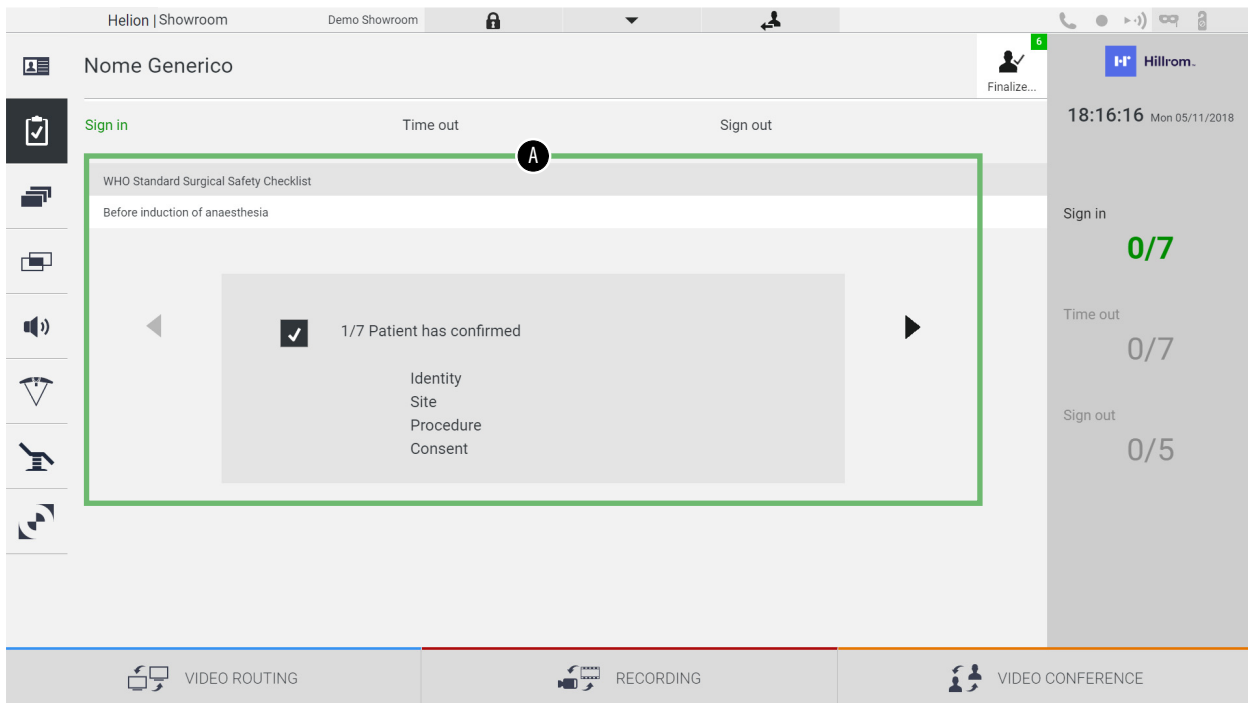 Helion | Showroom
Demo Showroom
Nome Generico
6
Finalize...
Hillrom™
18:16:16 Mon 05/11/2018
Sign in
Time out
Sign out
A
WHO Standard Surgical Safety Checklist
Before induction of anaesthesia
1/7 Patient has confirmed
Identity
Site
Procedure
Consent
Sign in
0/7
Time out
0/7
Sign out
0/5
VIDEO ROUTING
RECORDING
VIDEO CONFERENCE